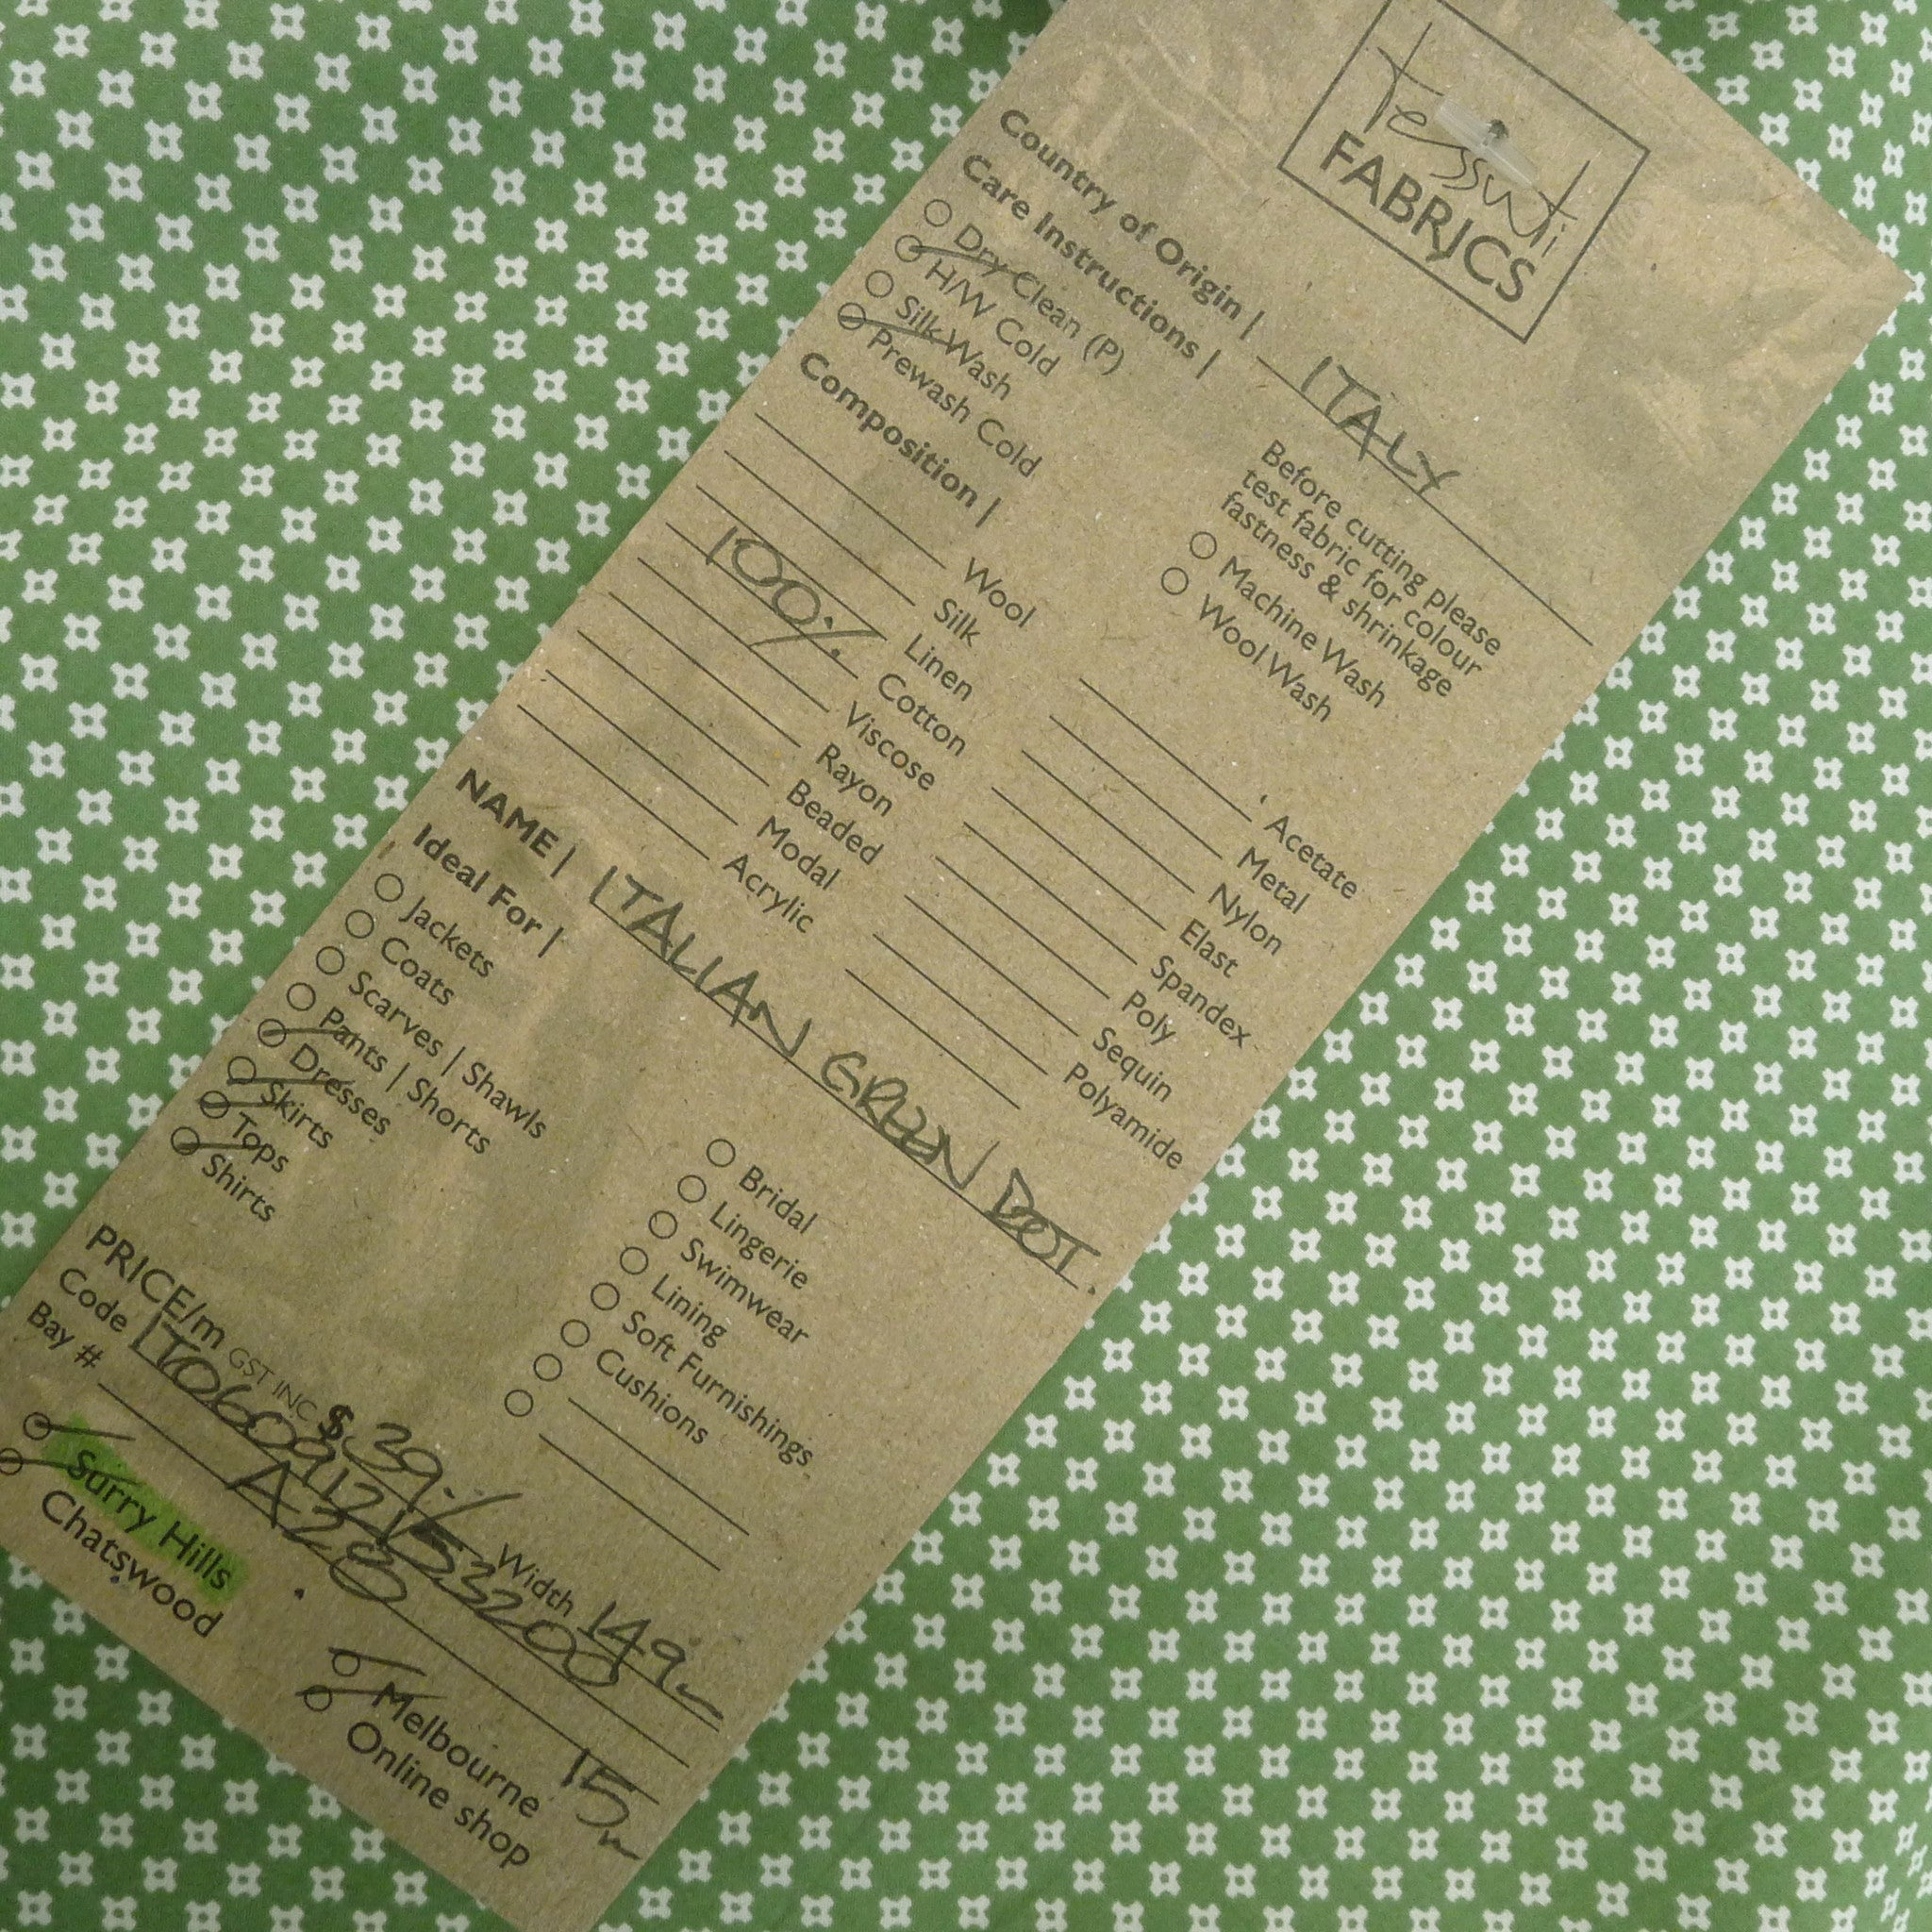 Tessuti
FABRICS
Country of Origin | ITALY
Care Instructions |
Dry Clean (P)
H/W Cold
Silk Wash
Prewash Cold
Before cutting please
test fabric for colour
fastness & shrinkage
Machine Wash
Wool Wash
Composition |
Wool
Silk
Linen
100% Cotton
Viscose
Rayon
Beaded
Modal
Acrylic
Acetate
Metal
Nylon
Elast
Spandex
Poly
Sequin
Polyamide
NAME | ITALIAN GREEN DOT
Ideal For |
Jackets
Coats
Scarves | Shawls
Pants | Shorts
Dresses
Skirts
Tops
Shirts
Bridal
Lingerie
Swimwear
Lining
Soft Furnishings
Cushions
PRICE/m GST INC $ 39.- Width 149
Code
Bay # A28
Surry Hills
Chatswood
15m
Melbourne
Online shop